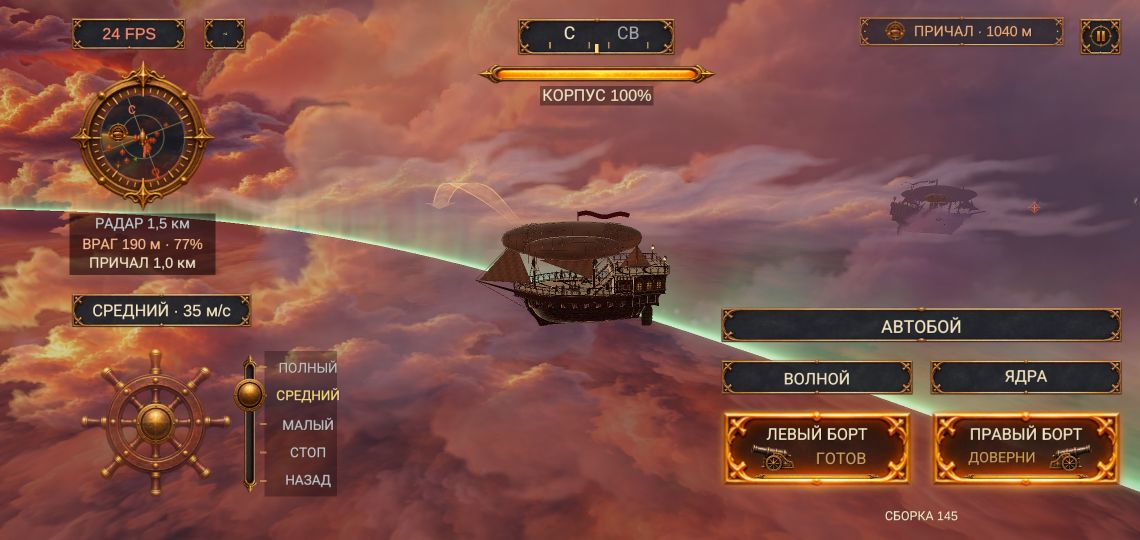 24 FPS
С СВ
ПРИЧАЛ · 1040 м
КОРПУС 100%
С
РАДАР 1,5 км
ВРАГ 190 м · 77%
ПРИЧАЛ 1,0 км
СРЕДНИЙ · 35 м/с
ПОЛНЫЙ
СРЕДНИЙ
МАЛЫЙ
СТОП
НАЗАД
АВТОБОЙ
ВОЛНОЙ
ЯДРА
ЛЕВЫЙ БОРТ
ГОТОВ
ПРАВЫЙ БОРТ
ДОВЕРНИ
СБОРКА 145